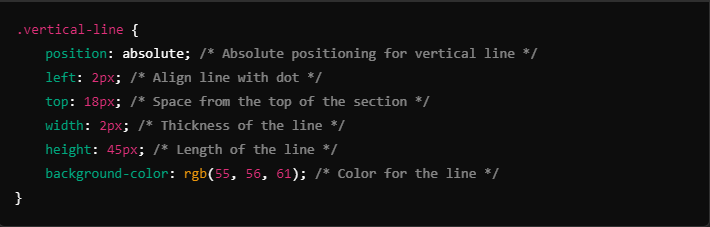 .vertical-line {
    position: absolute; /* Absolute positioning for vertical line */
    left: 2px; /* Align line with dot */
    top: 18px; /* Space from the top of the section */
    width: 2px; /* Thickness of the line */
    height: 45px; /* Length of the line */
    background-color: rgb(55, 56, 61); /* Color for the line */
}